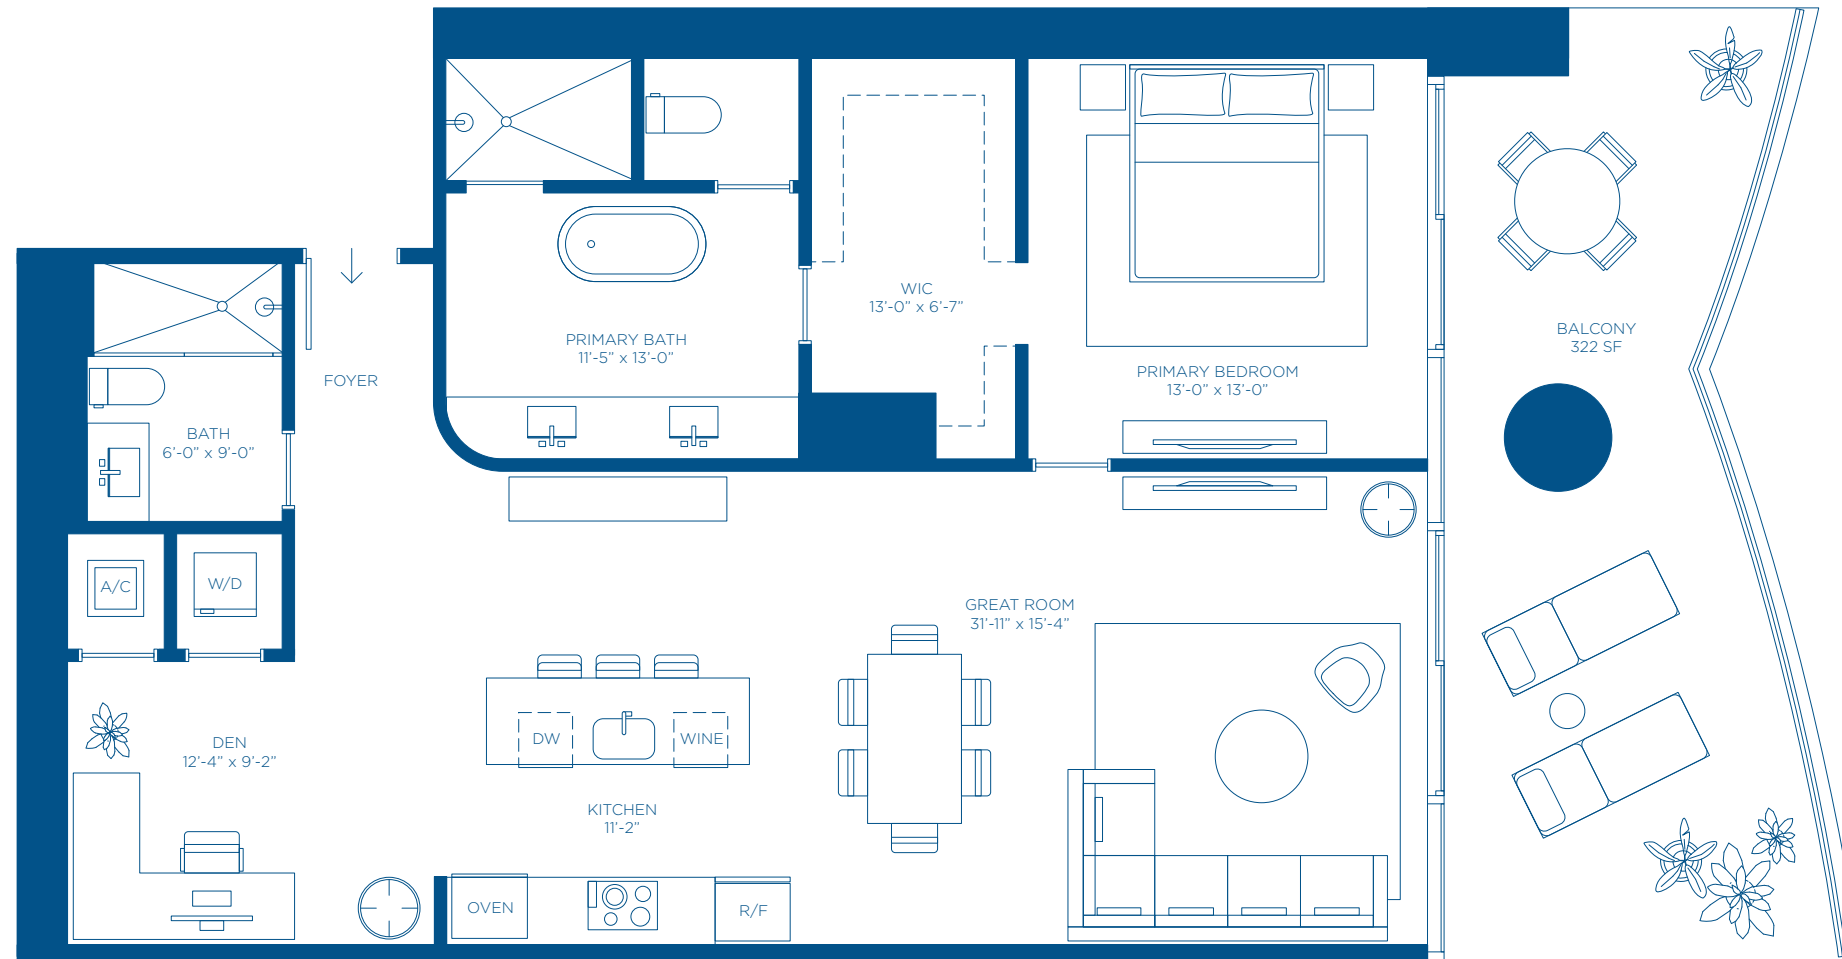 WIC
13’-0” x 6’-7”
PRIMARY BATH
11’-5” x 13’-0”
BALCONY
322 SF
FOYER
PRIMARY BEDROOM
13’-0” x 13’-0”
BATH
6’-0” x 9’-0”
A/C
W/D
GREAT ROOM
31’-11” x 15’-4”
DW
WINE
DEN
12’-4” x 9’-2”
KITCHEN
11’-2”
OVEN
R/F